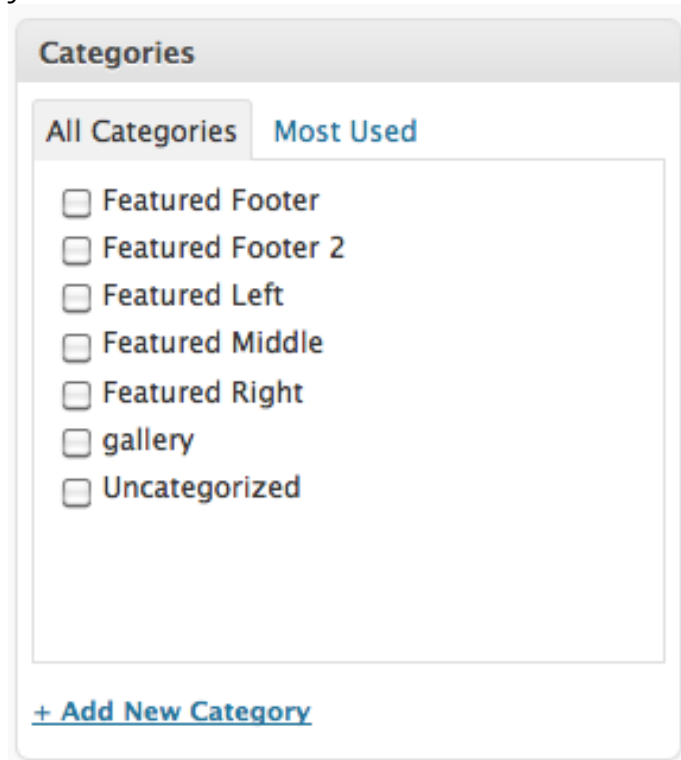 Categories
All Categories Most Used
Featured Footer
Featured Footer 2
Featured Left
Featured Middle
Featured Right
gallery
Uncategorized
+ Add New Category